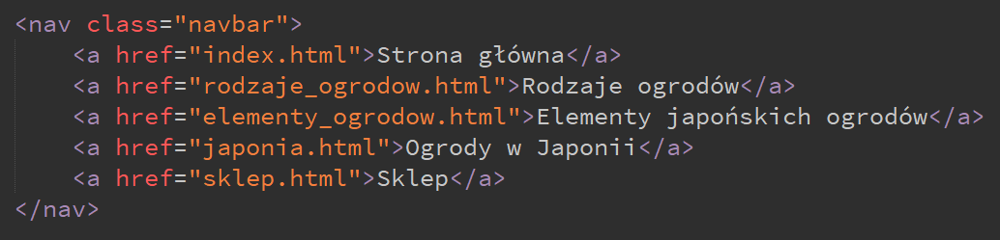 <nav class="navbar">
    <a href="index.html">Strona główna</a>
    <a href="rodzaje_ogrodow.html">Rodzaje ogrodów</a>
    <a href="elementy_ogrodow.html">Elementy japońskich ogrodów</a>
    <a href="japonia.html">Ogrody w Japonii</a>
    <a href="sklep.html">Sklep</a>
</nav>